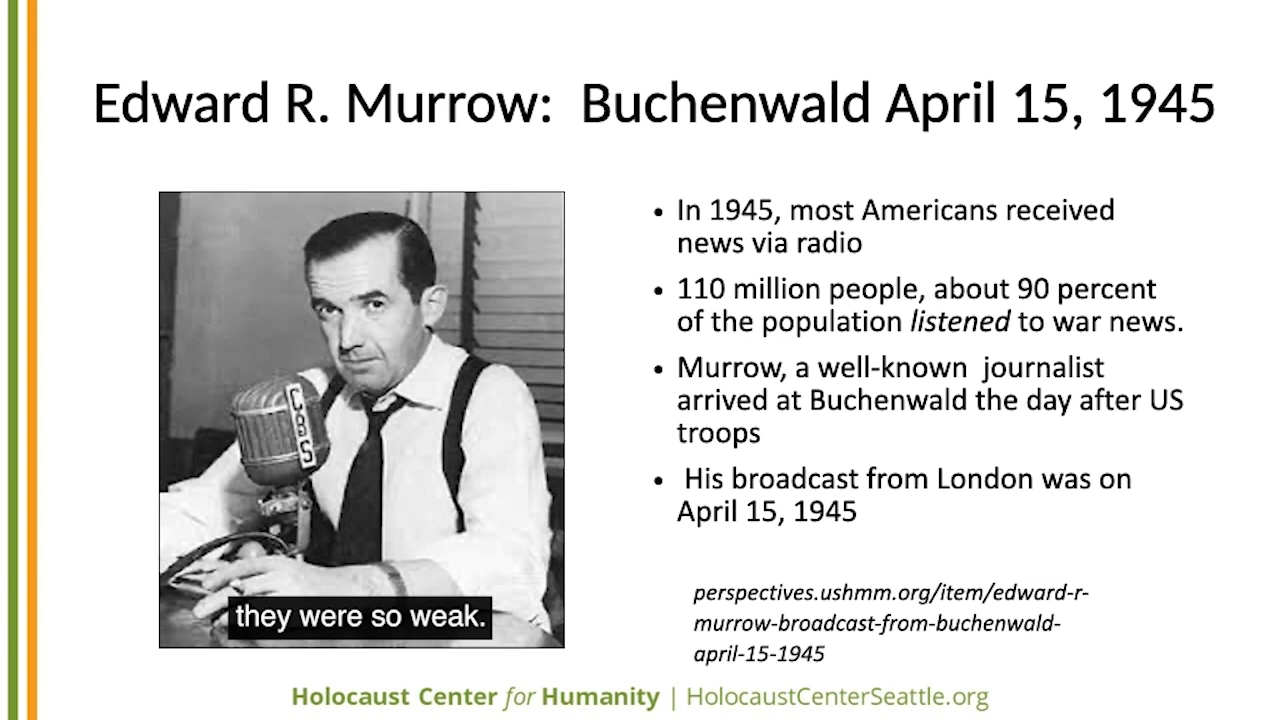 Edward R. Murrow:  Buchenwald April 15, 1945
CBS
they were so weak.
• In 1945, most Americans received
news via radio
• 110 million people, about 90 percent
of the population listened to war news.
• Murrow, a well-known  journalist
arrived at Buchenwald the day after US
troops
•  His broadcast from London was on
April 15, 1945
perspectives.ushmm.org/item/edward-r-
murrow-broadcast-from-buchenwald-
april-15-1945
Holocaust Center for Humanity | HolocaustCenterSeattle.org